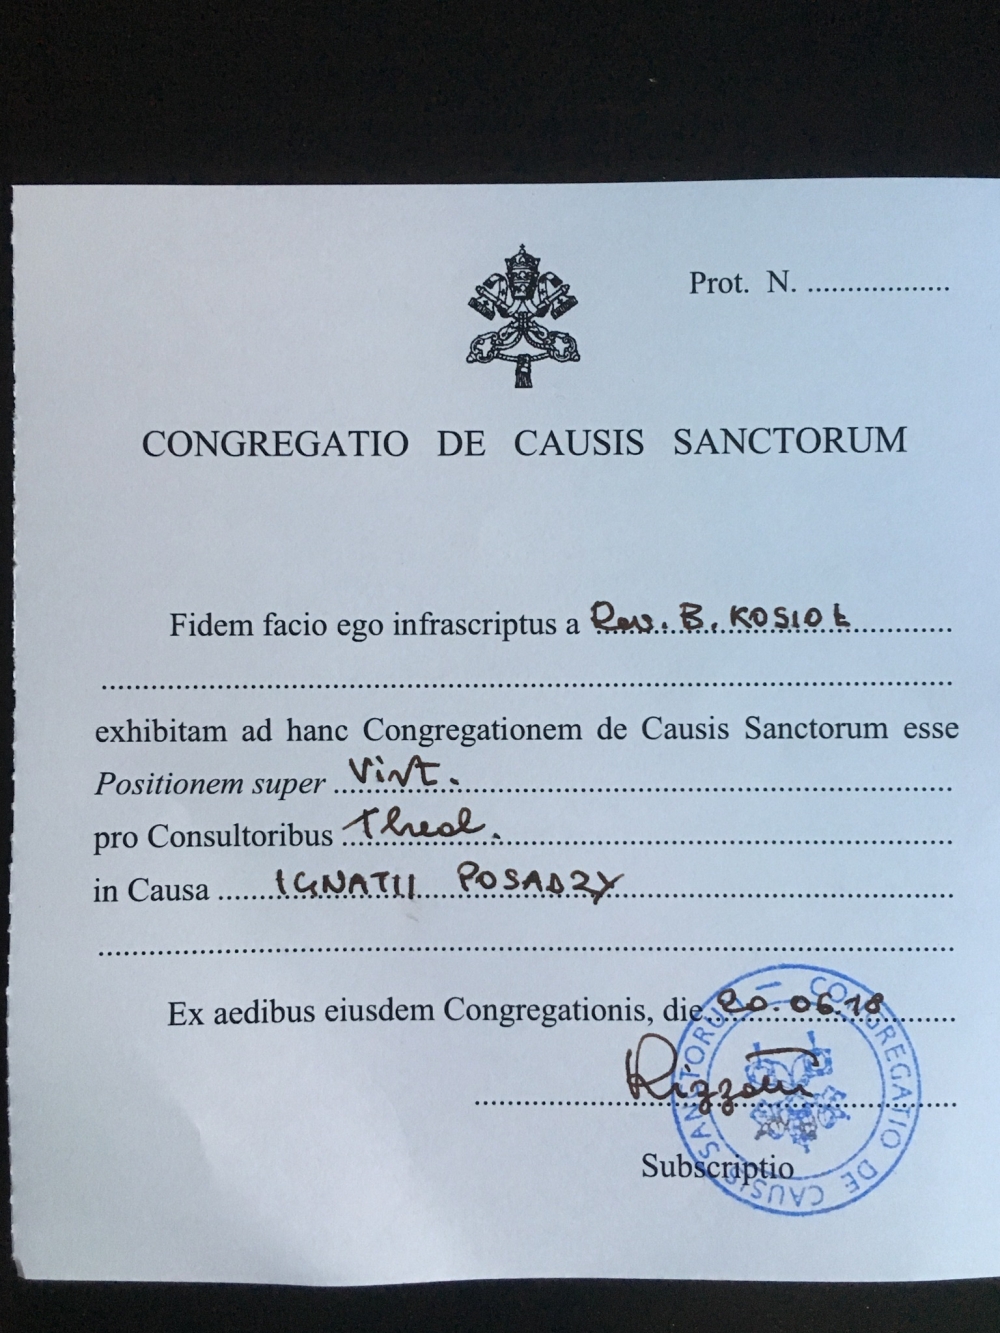 Prot. N. ..................
CONGREGATIO DE CAUSIS SANCTORUM
Fidem facio ego infrascriptus a Rev. B. KOSIOŁ
exhibitam ad hanc Congregationem de Causis Sanctorum esse
Positionem super Virt.
pro Consultoribus Theol.
in Causa IGNATII POSADZY
Ex aedibus eiusdem Congregationis, die 20.06.18
Subscriptio
CONGREGATIO DE CAUSIS SANCTORUM —